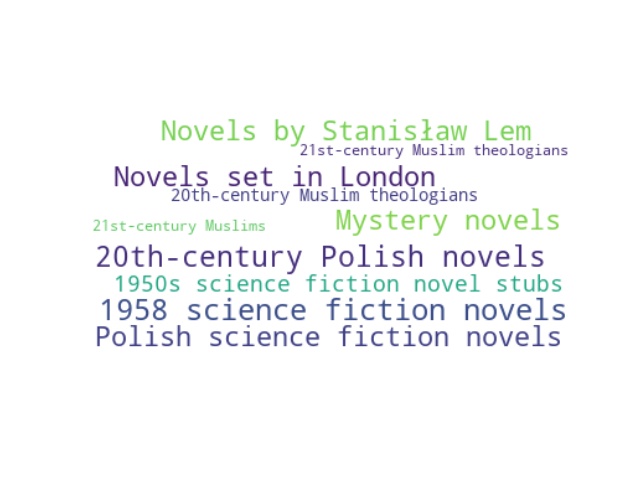 Novels by Stanisław Lem
21st-century Muslim theologians
Novels set in London
20th-century Muslim theologians
Mystery novels
21st-century Muslims
20th-century Polish novels
1950s science fiction novel stubs
1958 science fiction novels
Polish science fiction novels